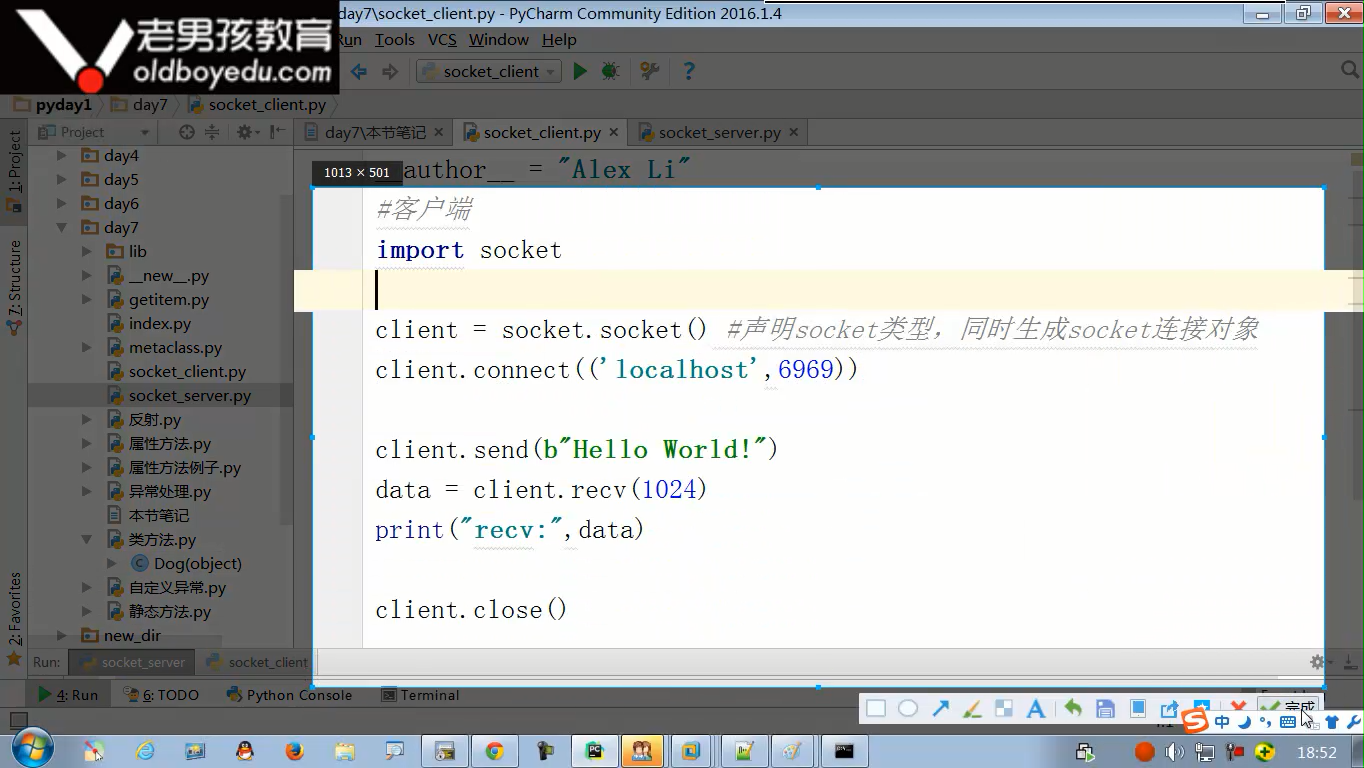 老男孩教育
oldboyedu.com
day7\socket_client.py - PyCharm Community Edition 2016.1.4
Run Tools VCS Window Help
socket_client
pyday1 day7 socket_client.py
Project
day7\本节笔记 socket_client.py socket_server.py
1: Project
7: Structure
2: Favorites
day4
day5
day6
day7
lib
__new__.py
getitem.py
index.py
metaclass.py
socket_client.py
socket_server.py
反射.py
属性方法.py
属性方法例子.py
异常处理.py
本节笔记
类方法.py
Dog(object)
自定义异常.py
静态方法.py
new_dir
author__ = "Alex Li"
1013 × 501
#客户端
import socket
client = socket.socket() #声明socket类型，同时生成socket连接对象
client.connect(('localhost',6969))
client.send(b"Hello World!")
data = client.recv(1024)
print("recv:",data)
client.close()
Run: socket_server socket_client
4: Run 6: TODO Python Console Terminal
完成
中
18:52